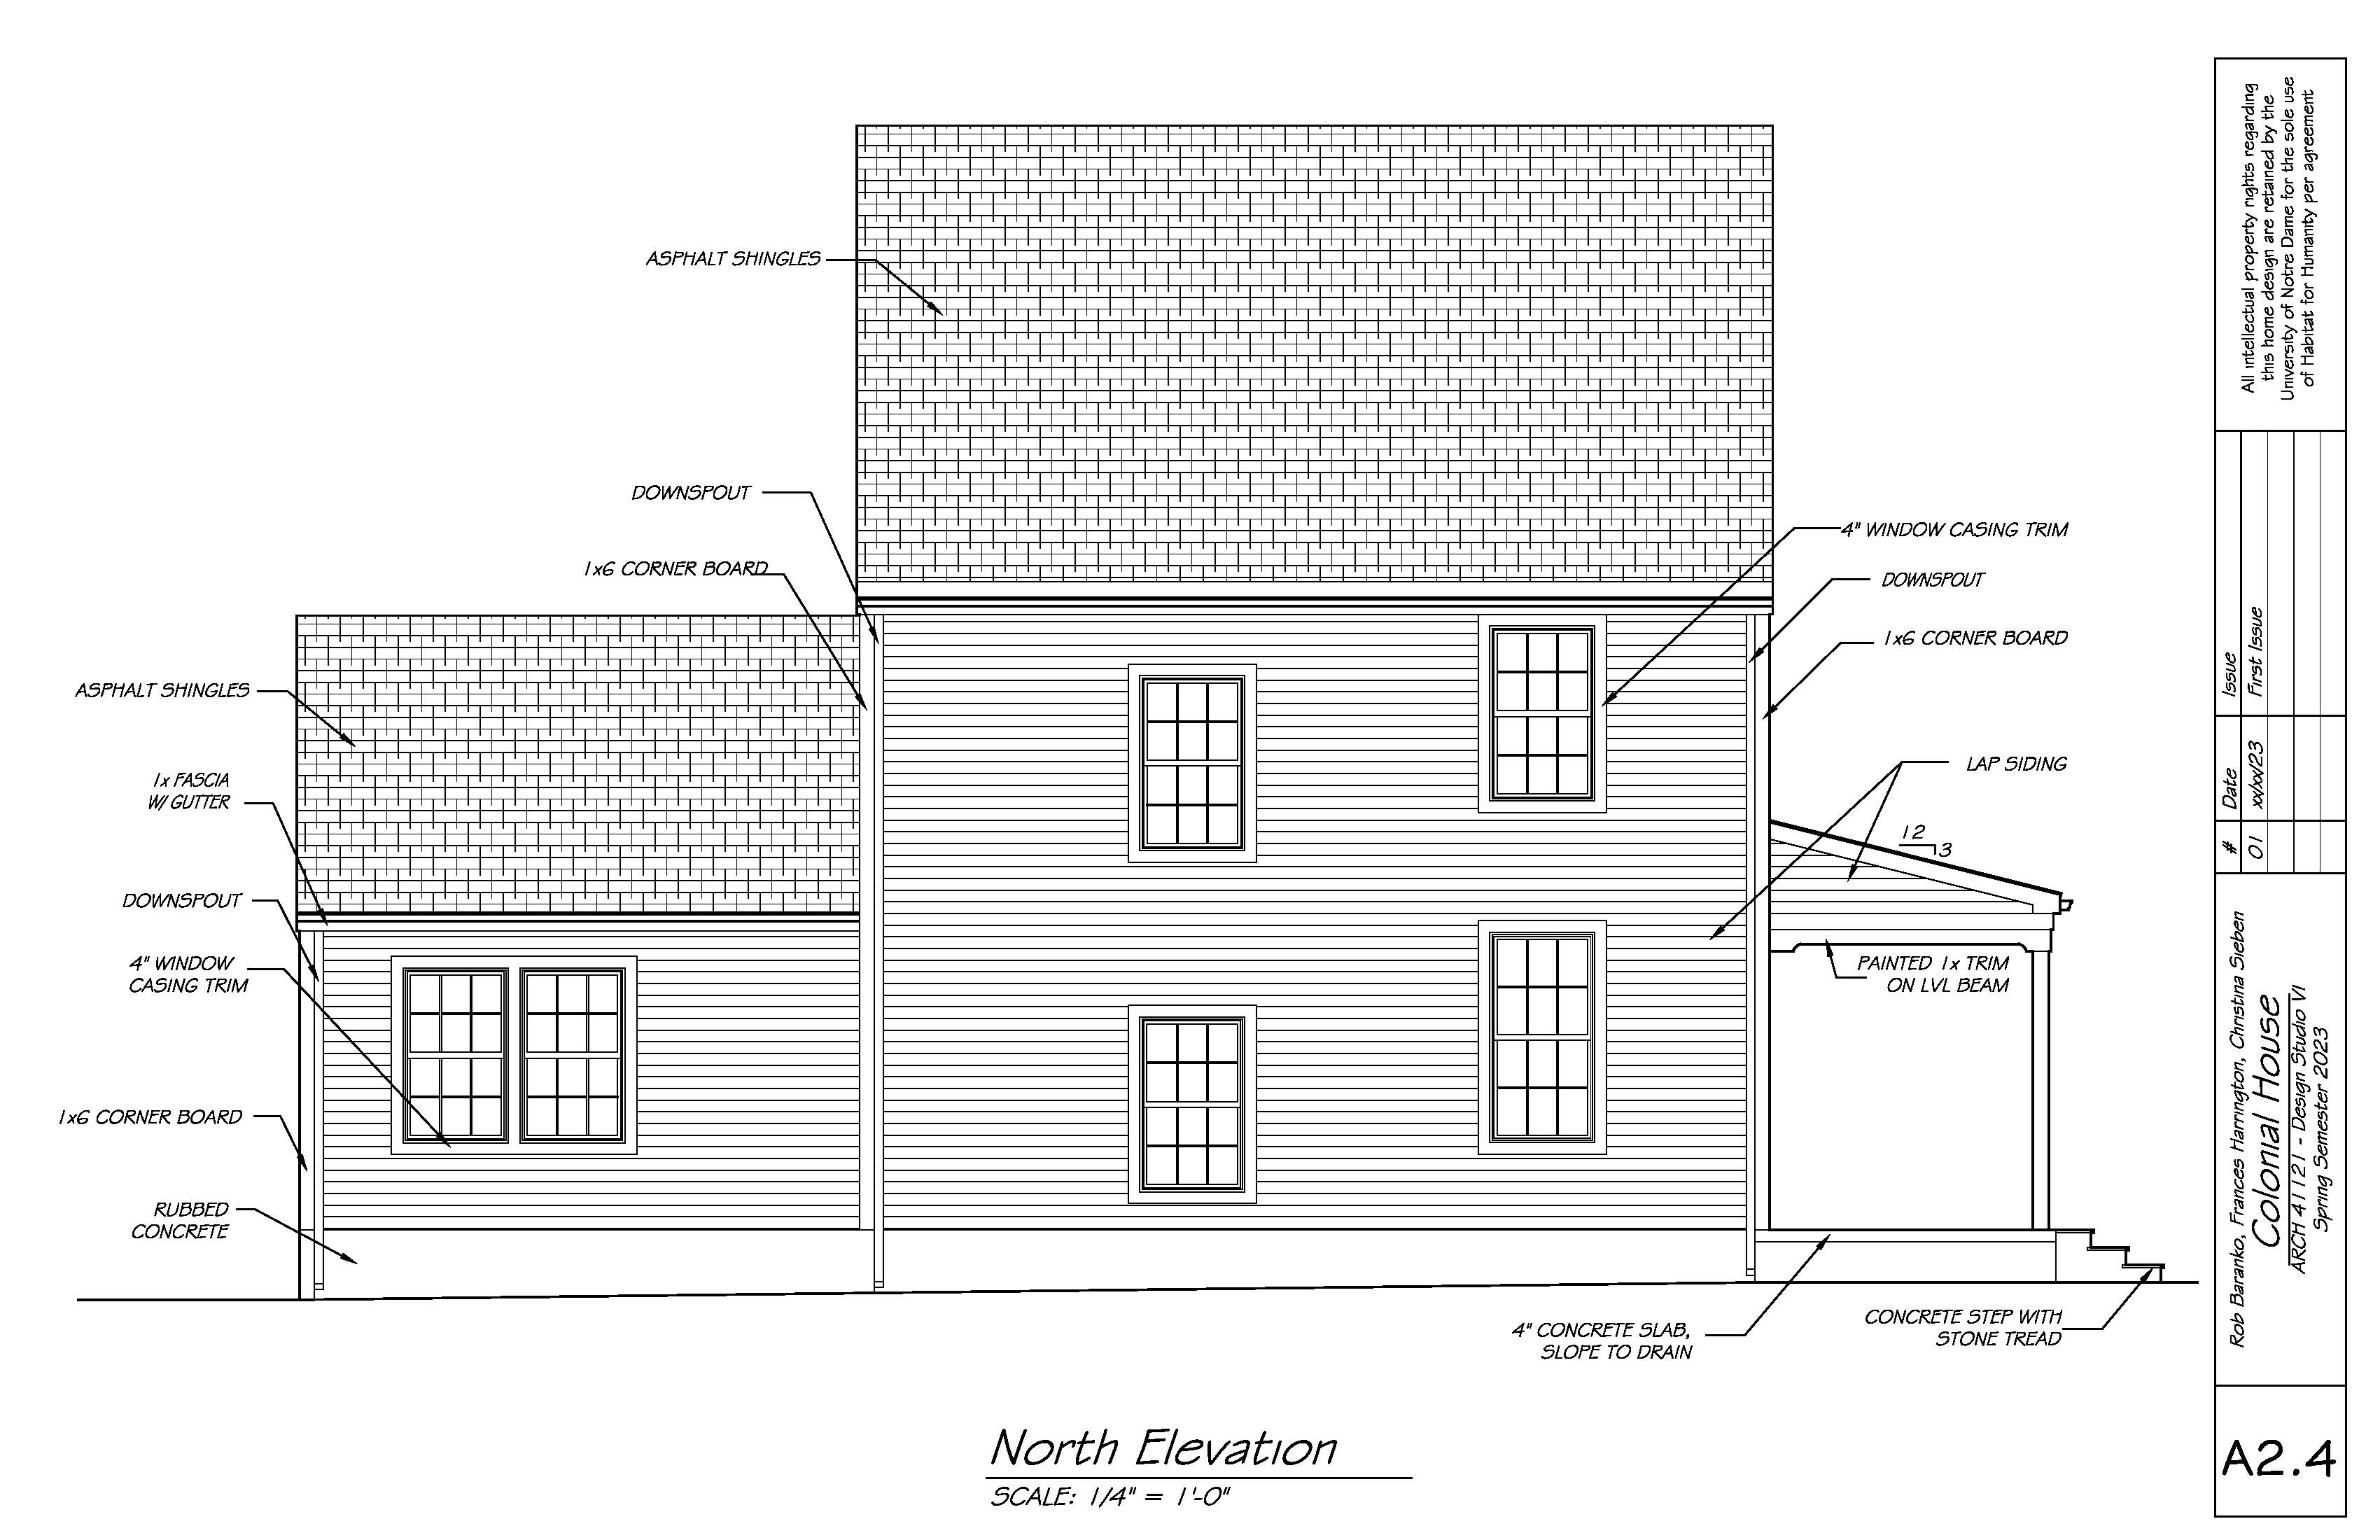 ASPHALT SHINGLES
DOWNSPOUT
1x6 CORNER BOARD
ASPHALT SHINGLES
1x FASCIA
W/ GUTTER
DOWNSPOUT
4" WINDOW
CASING TRIM
1x6 CORNER BOARD
RUBBED
CONCRETE
4" WINDOW CASING TRIM
DOWNSPOUT
1x6 CORNER BOARD
LAP SIDING
12
3
PAINTED 1x TRIM
ON LVL BEAM
4" CONCRETE SLAB,
SLOPE TO DRAIN
CONCRETE STEP WITH
STONE TREAD
North Elevation
SCALE: 1/4" = 1'-0"
All intellectual property rights regarding
this home design are retained by the
University of Notre Dame for the sole use
of Habitat for Humanity per agreement
# Date Issue
01 xx/xx/23 First Issue
Rob Baranko, Frances Harrington, Christina Sieben
Colonial House
ARCH 41121 - Design Studio VI
Spring Semester 2023
A2.4